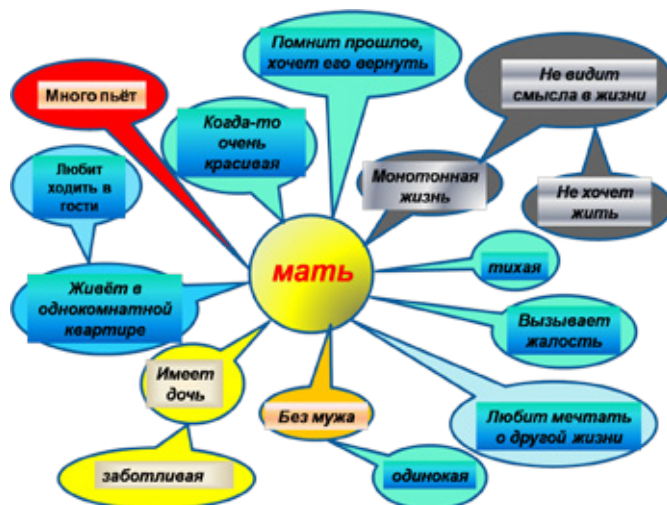 Помнит прошлое,
хочет его вернуть
Не видит
смысла в жизни
Много пьёт
Когда-то
очень
красивая
Любит
ходить в
гости
Монотонная
жизнь
Не хочет
жить
мать
тихая
Живёт в
однокомнатной
квартире
Вызывает
жалость
Имеет
дочь
Без мужа
Любит мечтать
о другой жизни
заботливая
одинокая